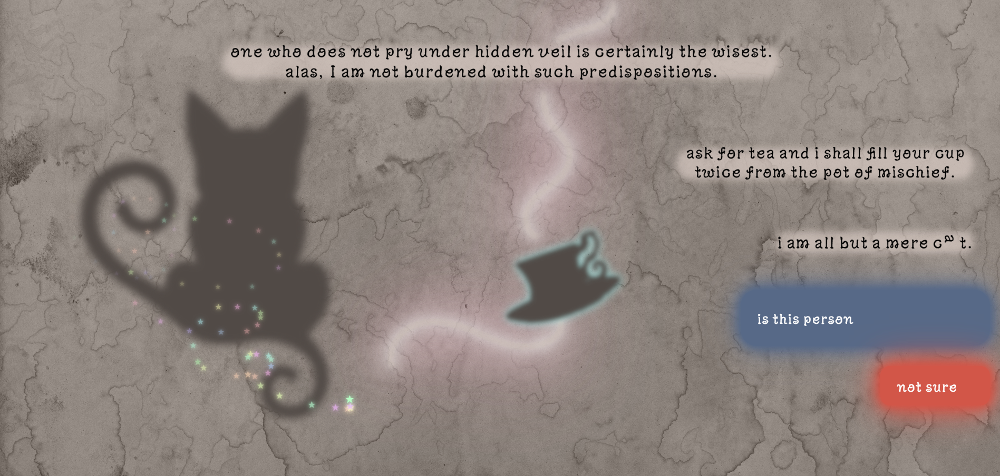 one who does not pry under hidden veil is certainly the wisest.
alas, I am not burdened with such predispositions.
ask for tea and i shall fill your cup
twice from the pot of mischief.
i am all but a mere cat.
is this person
not sure